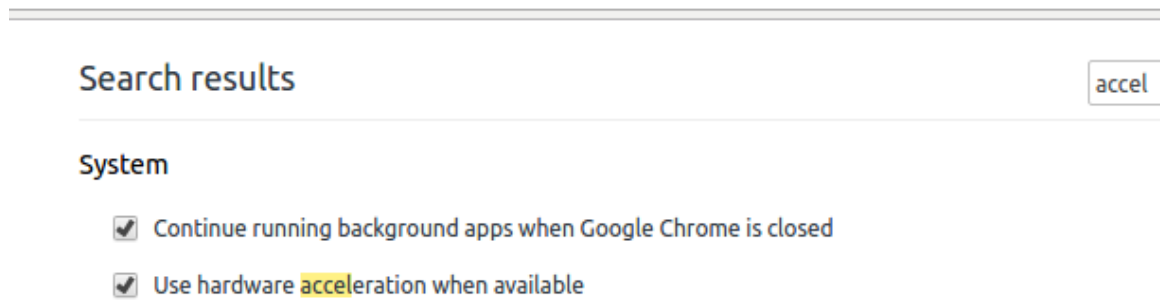 Search results
accel
System
Continue running background apps when Google Chrome is closed
Use hardware acceleration when available